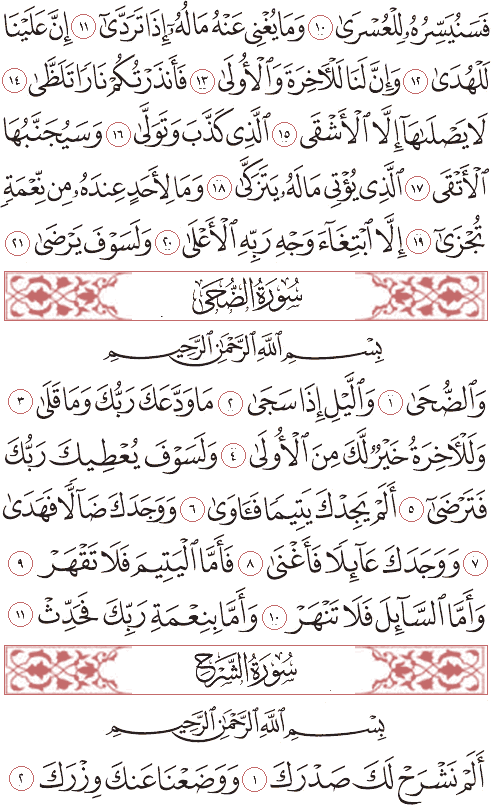 فَسَنُيَسِّرُهُۥ لِلْعُسْرَىٰ ١٠ وَمَا يُغْنِى عَنْهُ مَالُهُۥٓ إِذَا تَرَدَّىٰٓ ١١ إِنَّ عَلَيْنَا
لَلْهُدَىٰ ١٢ وَإِنَّ لَنَا لَلْءَاخِرَةَ وَٱلْأُولَىٰ ١٣ فَأَنذَرْتُكُمْ نَارًا تَلَظَّىٰ ١٤
لَا يَصْلَىٰهَآ إِلَّا ٱلْأَشْقَى ١٥ ٱلَّذِى كَذَّبَ وَتَوَلَّىٰ ١٦ وَسَيُجَنَّبُهَا
ٱلْأَتْقَى ١٧ ٱلَّذِى يُؤْتِى مَالَهُۥ يَتَزَكَّىٰ ١٨ وَمَا لِأَحَدٍ عِندَهُۥ مِن نِّعْمَةٍ
تُجْزَىٰٓ ١٩ إِلَّا ٱبْتِغَآءَ وَجْهِ رَبِّهِ ٱلْأَعْلَىٰ ٢٠ وَلَسَوْفَ يَرْضَىٰ ٢١
سُورَةُ الضُّحَىٰ
بِسْمِ ٱللَّهِ ٱلرَّحْمَٰنِ ٱلرَّحِيمِ
وَٱلضُّحَىٰ ١ وَٱلَّيْلِ إِذَا سَجَىٰ ٢ مَا وَدَّعَكَ رَبُّكَ وَمَا قَلَىٰ ٣
وَلَلْءَاخِرَةُ خَيْرٌ لَّكَ مِنَ ٱلْأُولَىٰ ٤ وَلَسَوْفَ يُعْطِيكَ رَبُّكَ
فَتَرْضَىٰٓ ٥ أَلَمْ يَجِدْكَ يَتِيمًا فَـَٔاوَىٰ ٦ وَوَجَدَكَ ضَآلًّا فَهَدَىٰ
٧ وَوَجَدَكَ عَآئِلًا فَأَغْنَىٰ ٨ فَأَمَّا ٱلْيَتِيمَ فَلَا تَقْهَرْ ٩
وَأَمَّا ٱلسَّآئِلَ فَلَا تَنْهَرْ ١٠ وَأَمَّا بِنِعْمَةِ رَبِّكَ فَحَدِّثْ ١١
سُورَةُ الشَّرْحِ
بِسْمِ ٱللَّهِ ٱلرَّحْمَٰنِ ٱلرَّحِيمِ
أَلَمْ نَشْرَحْ لَكَ صَدْرَكَ ١ وَوَضَعْنَا عَنكَ وِزْرَكَ ٢